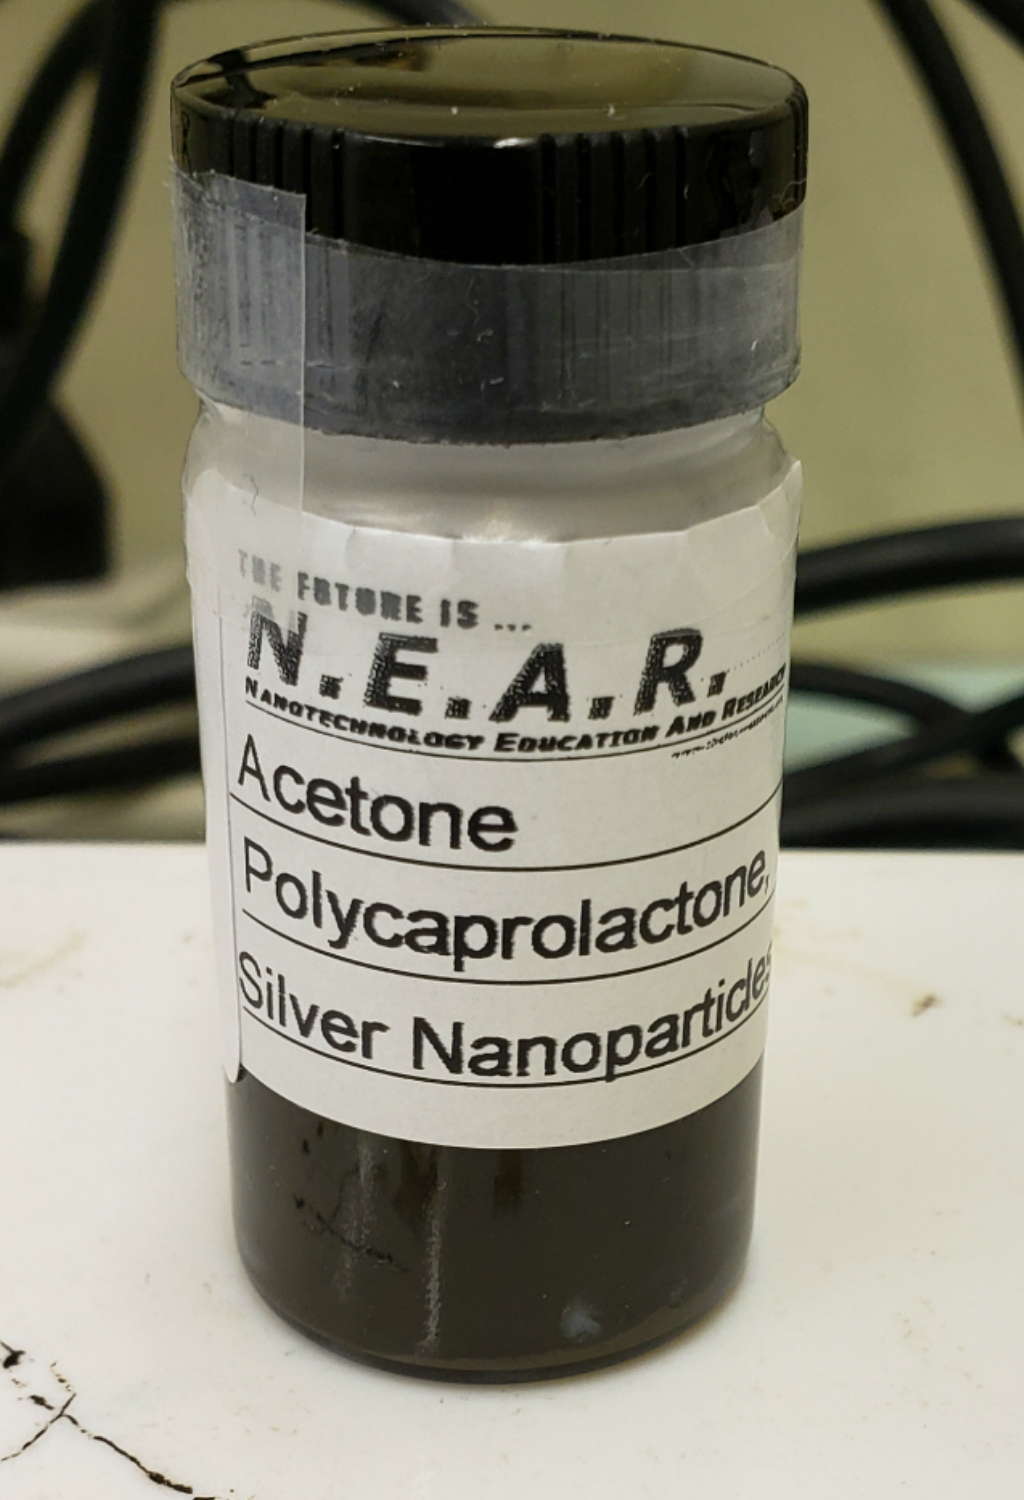 THE FUTURE IS ...
N.E.A.R.
NANOTECHNOLOGY EDUCATION AND RESEARCH
Acetone
Polycaprolactone,
Silver Nanoparticles